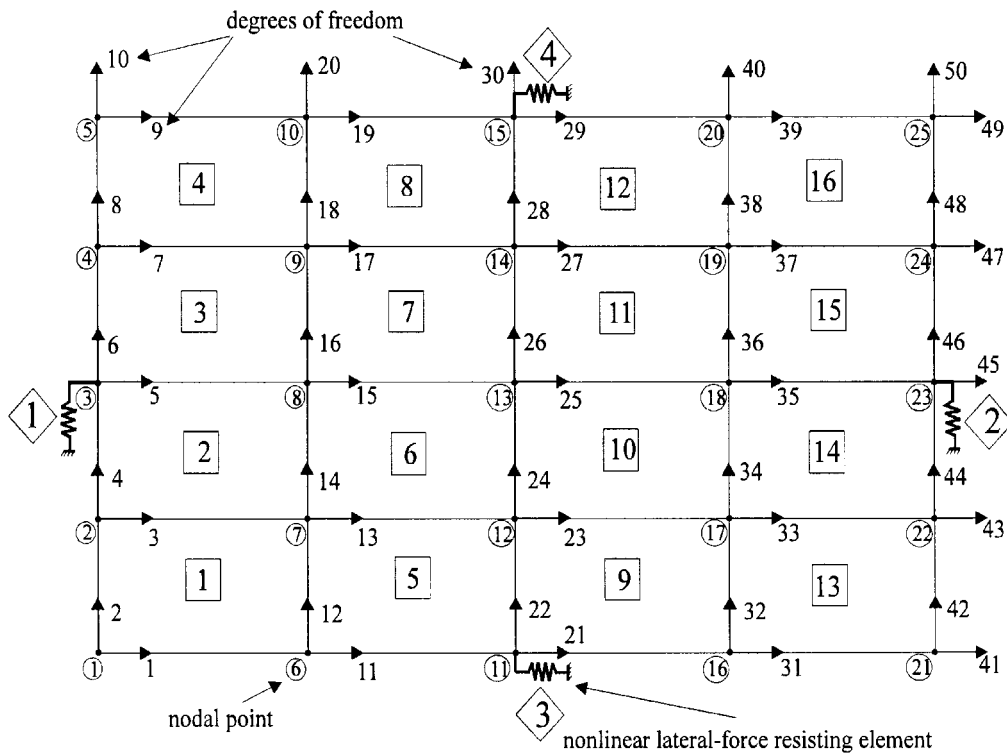 degrees of freedom
10 20 30 4 40 50
5 9 10 19 15 29 20 39 25 49
4 8 12 16
8 18 28 38 48
4 7 9 17 14 27 19 37 24 47
3 7 11 15
6 16 26 36 46
45
1 3 5 8 15 13 25 18 35 23 2
2 6 10 14
4 14 24 34 44
2 3 7 13 12 23 17 33 22 43
1 5 9 13
2 12 22 32 42
21
1 1 6 11 11 16 31 21 41
3
nodal point
nonlinear lateral-force resisting element